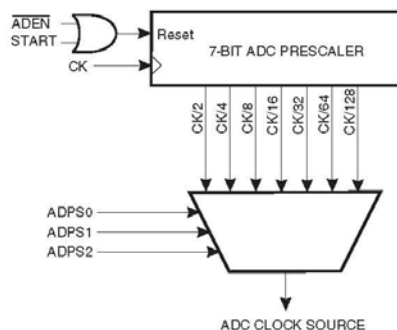 ADEN
START
Reset
7-BIT ADC PRESCALER
CK
CK/2
CK/4
CK/8
CK/16
CK/32
CK/64
CK/128
ADPS0
ADPS1
ADPS2
ADC CLOCK SOURCE